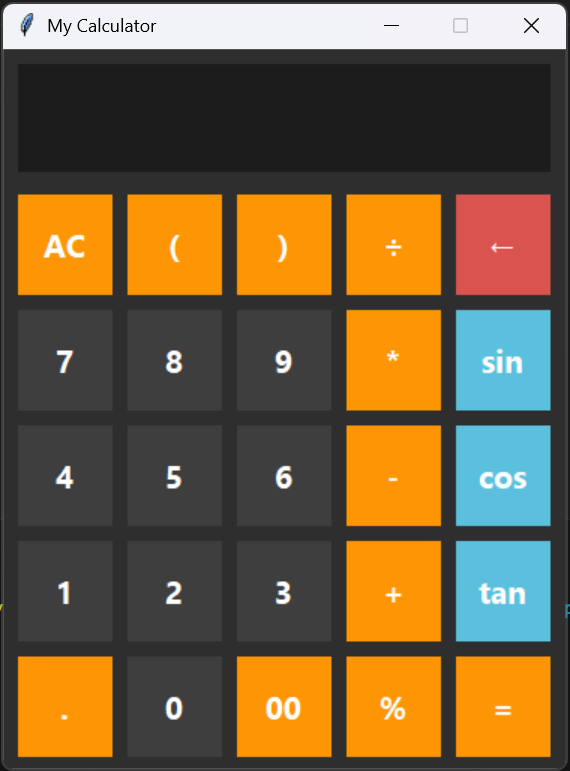 My Calculator
AC ( ) ÷ ←
7 8 9 * sin
4 5 6 - cos
1 2 3 + tan
. 0 00 % =